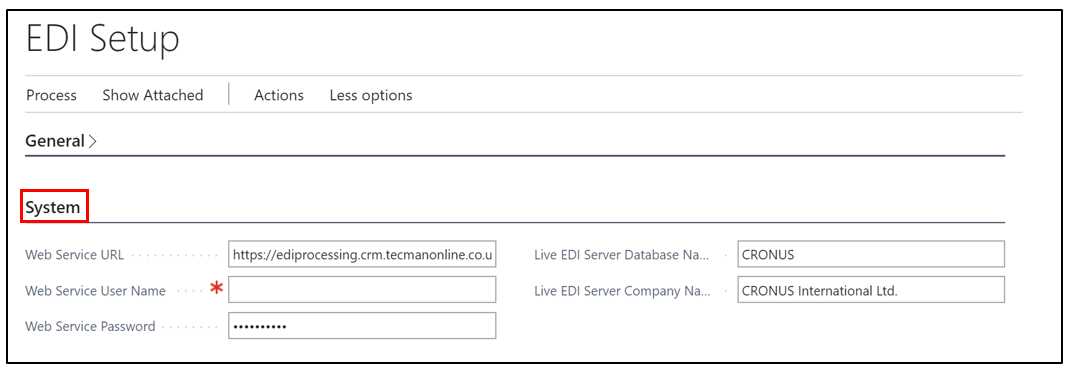 EDI Setup
Process Show Attached Actions Less options
General
System
Web Service URL https://ediprocessing.crm.tecmanonline.co.u Live EDI Server Database Na... CRONUS
Web Service User Name * Live EDI Server Company Na... CRONUS International Ltd.
Web Service Password ••••••••••